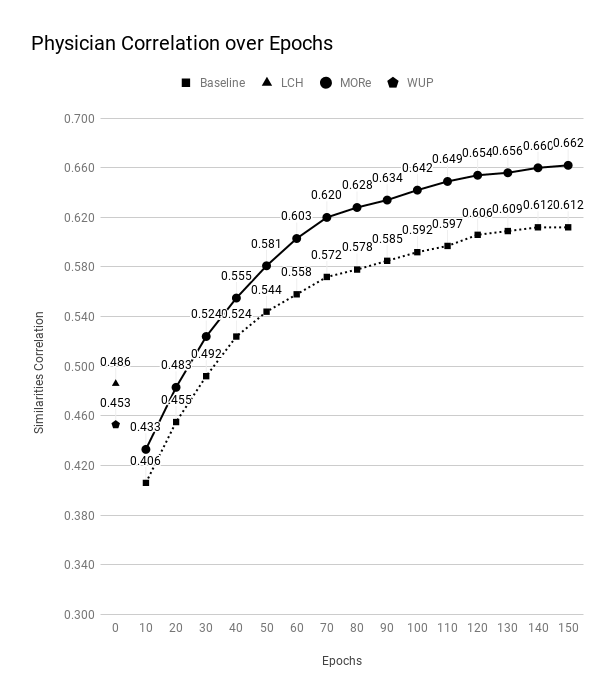 Physician Correlation over Epochs
Baseline LCH MORe WUP
Similarities Correlation
0.700
0.660
0.620
0.580
0.540
0.500
0.460
0.420
0.380
0.340
0.300
0.486
0.453
0.433 0.483 0.524 0.555 0.581 0.603 0.620 0.628 0.634 0.642 0.649 0.654 0.656 0.660 0.662
0.406 0.455 0.492 0.524 0.544 0.558 0.572 0.578 0.585 0.592 0.597 0.606 0.609 0.612 0.612
0 10 20 30 40 50 60 70 80 90 100 110 120 130 140 150
Epochs